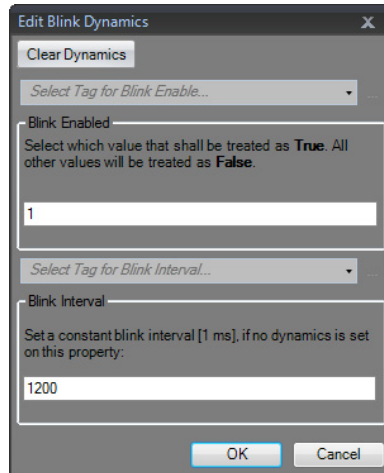 Edit Blink Dynamics
x
Clear Dynamics
Select Tag for Blink Enable...
...
Blink Enabled
Select which value that shall be treated as True. All
other values will be treated as False.
1
Select Tag for Blink Interval...
...
Blink Interval
Set a constant blink interval [1 ms], if no dynamics is set
on this property:
1200
OK
Cancel